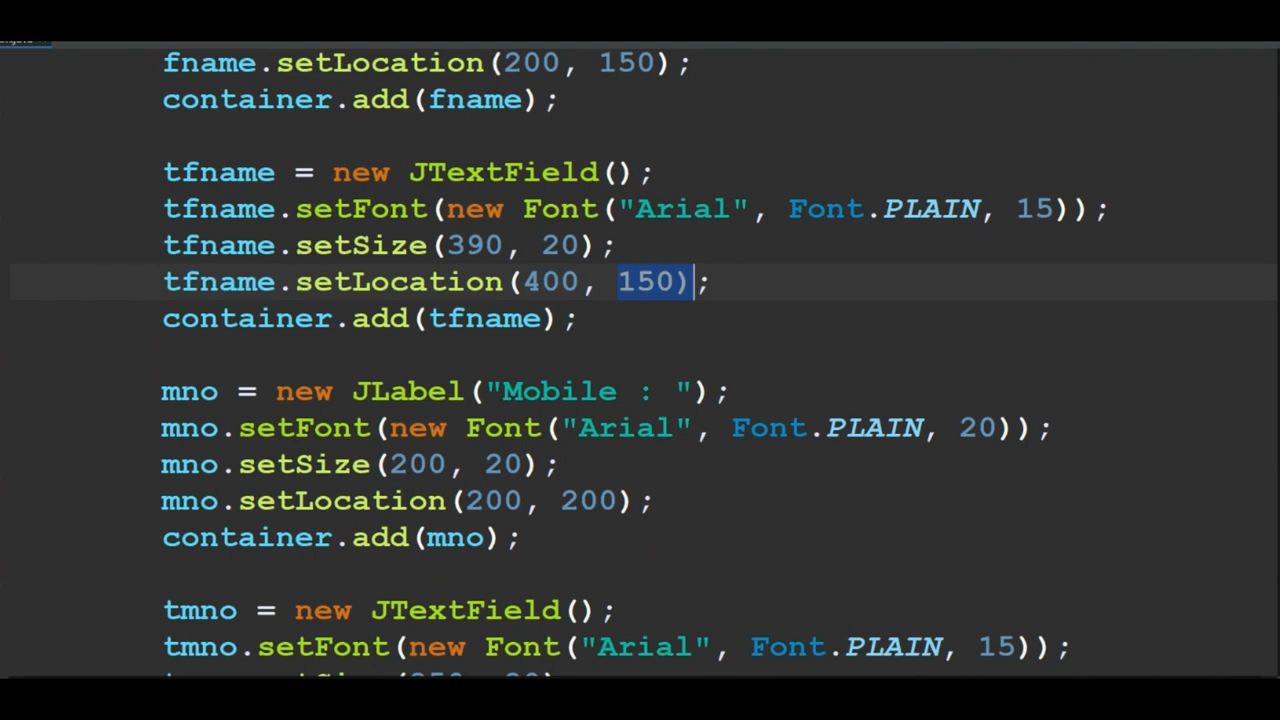 fname.setLocation(200, 150);
container.add(fname);
tfname = new JTextField();
tfname.setFont(new Font("Arial", Font.PLAIN, 15));
tfname.setSize(390, 20);
tfname.setLocation(400, 150);
container.add(tfname);
mno = new JLabel("Mobile : ");
mno.setFont(new Font("Arial", Font.PLAIN, 20));
mno.setSize(200, 20);
mno.setLocation(200, 200);
container.add(mno);
tmno = new JTextField();
tmno.setFont(new Font("Arial", Font.PLAIN, 15));